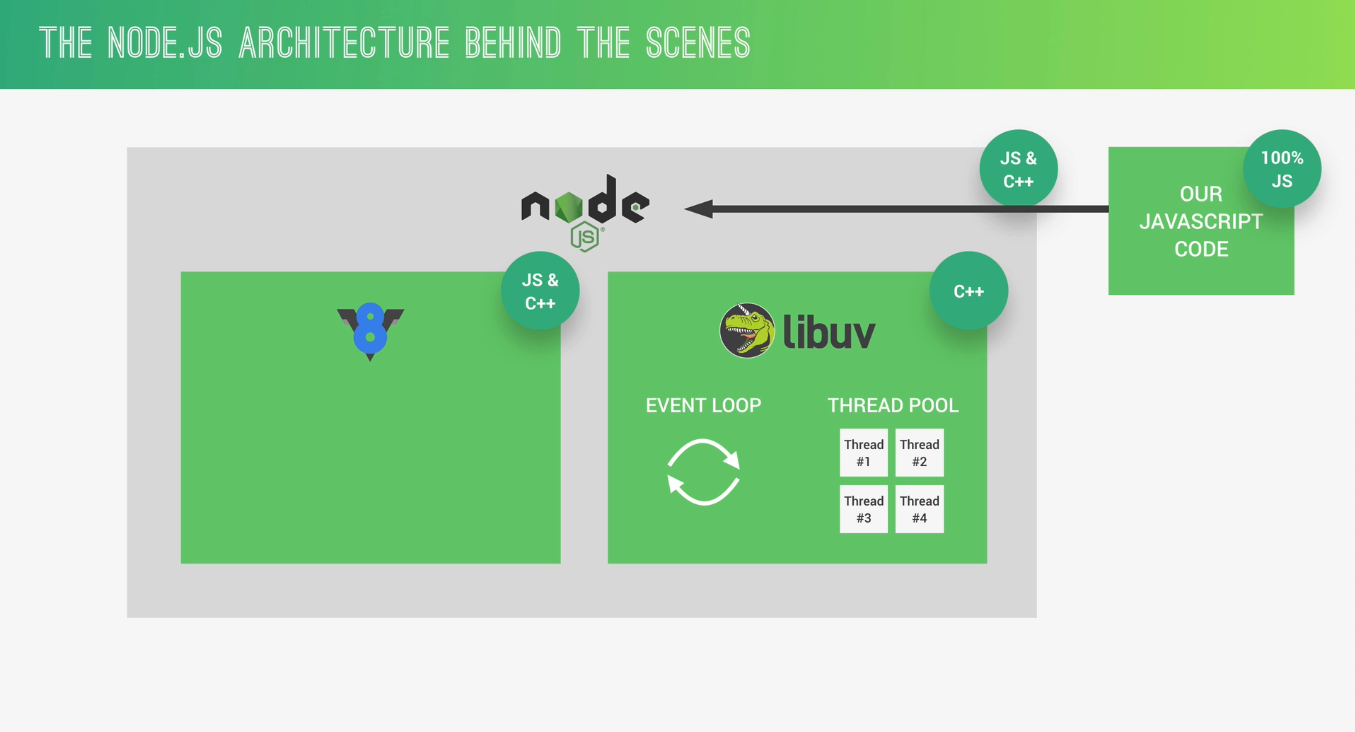 THE NODE.JS ARCHITECTURE BEHIND THE SCENES
JS &
C++
100%
JS
OUR
JAVASCRIPT
CODE
node
JS®
JS &
C++
V8
C++
libuv
EVENT LOOP
THREAD POOL
Thread
#1
Thread
#2
Thread
#3
Thread
#4